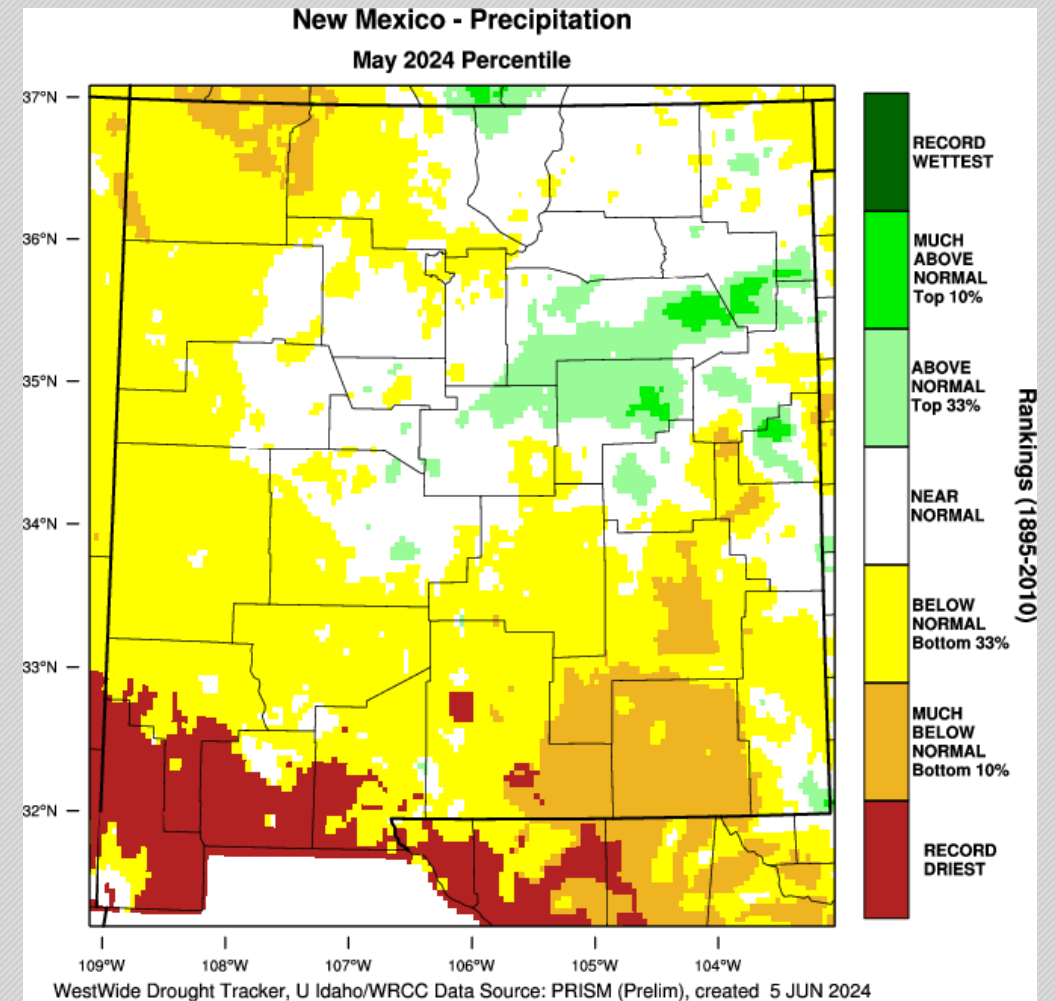 New Mexico - Precipitation
May 2024 Percentile
37°N
36°N
35°N
34°N
33°N
32°N
109°W
108°W
107°W
106°W
105°W
104°W
RECORD
WETTEST
MUCH
ABOVE
NORMAL
Top 10%
ABOVE
NORMAL
Top 33%
NEAR
NORMAL
BELOW
NORMAL
Bottom 33%
MUCH
BELOW
NORMAL
Bottom 10%
RECORD
DRIEST
Rankings (1895-2010)
WestWide Drought Tracker, U Idaho/WRCC Data Source: PRISM (Prelim), created 5 JUN 2024